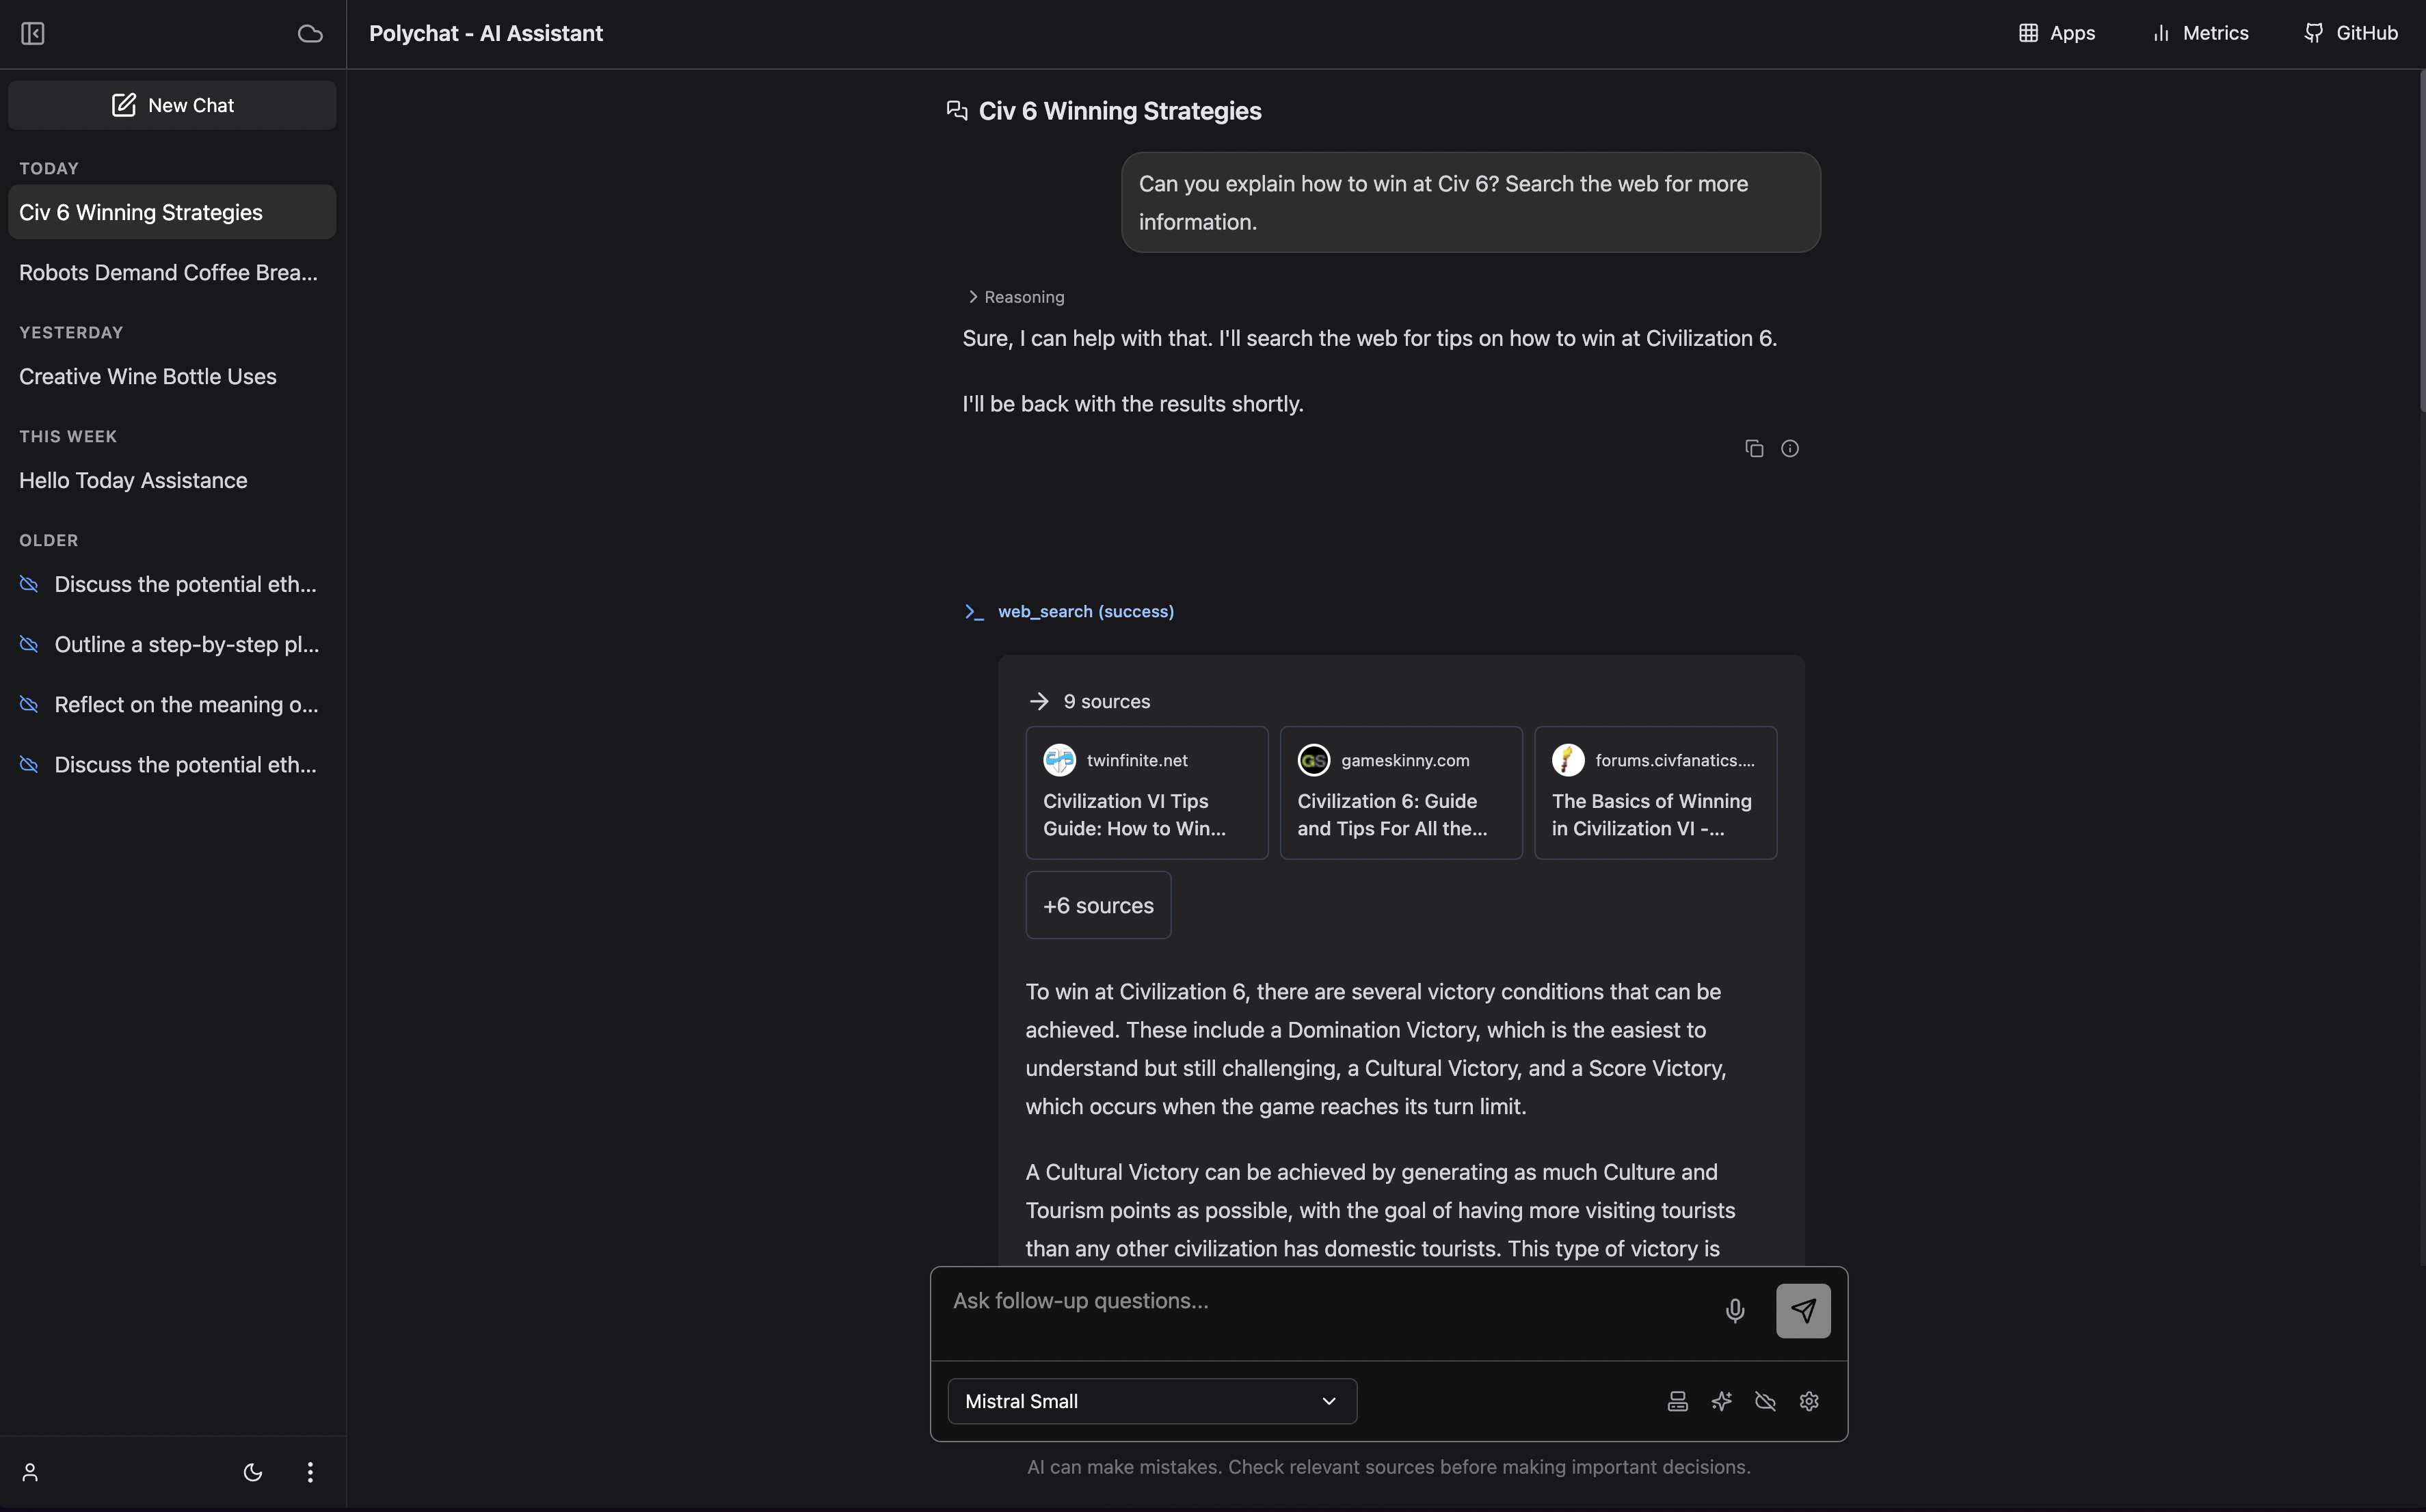 Polychat - AI Assistant
Apps
Metrics
GitHub
New Chat
TODAY
Civ 6 Winning Strategies
Robots Demand Coffee Brea...
YESTERDAY
Creative Wine Bottle Uses
THIS WEEK
Hello Today Assistance
OLDER
Discuss the potential eth...
Outline a step-by-step pl...
Reflect on the meaning o...
Discuss the potential eth...
Civ 6 Winning Strategies
Can you explain how to win at Civ 6? Search the web for more
information.
Reasoning
Sure, I can help with that. I'll search the web for tips on how to win at Civilization 6.
I'll be back with the results shortly.
web_search (success)
9 sources
twinfinite.net
Civilization VI Tips
Guide: How to Win...
GS
gameskinny.com
Civilization 6: Guide
and Tips For All the...
forums.civfanatics....
The Basics of Winning
in Civilization VI -...
+6 sources
To win at Civilization 6, there are several victory conditions that can be
achieved. These include a Domination Victory, which is the easiest to
understand but still challenging, a Cultural Victory, and a Score Victory,
which occurs when the game reaches its turn limit.
A Cultural Victory can be achieved by generating as much Culture and
Tourism points as possible, with the goal of having more visiting tourists
than any other civilization has domestic tourists. This type of victory is
Ask follow-up questions...
Mistral Small
AI can make mistakes. Check relevant sources before making important decisions.